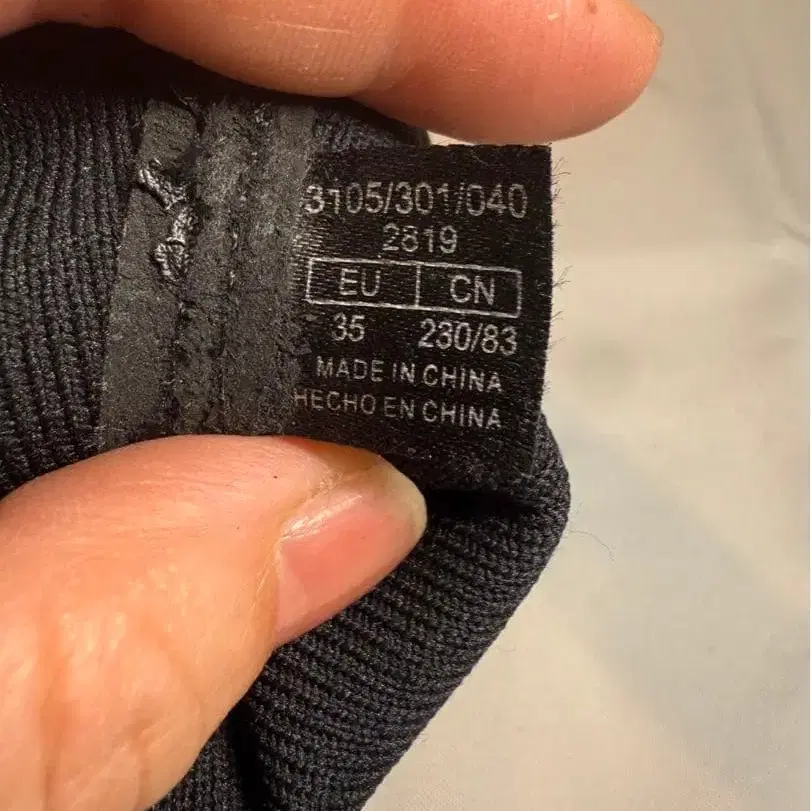 3105/301/040
2819
EU CN
35 230/83
MADE IN CHINA
HECHO EN CHINA